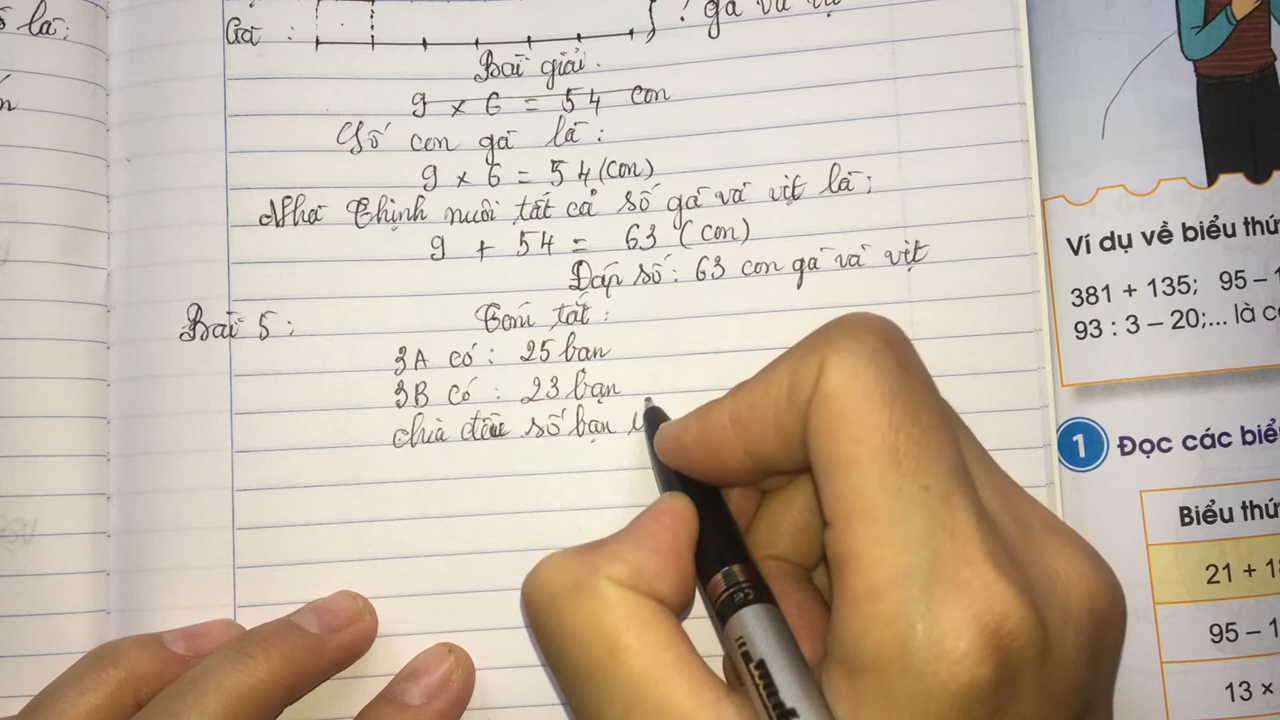 ố là:
Gà : ? gà và vịt
Bài giải.
9 × 6 = 54 con
Số con gà là:
9 × 6 = 54 (con)
Nhà Thịnh nuôi tất cả số gà và vịt là:
9 + 54 = 63 (con)
Đáp số: 63 con gà và vịt
Bài 5: Tóm tắt:
3A có: 25 bạn
3B có : 23 bạn
chia đều số bạn
Ví dụ về biểu thứ
381 + 135; 95 – 1
93 : 3 – 20;... là c
1 Đọc các biể
Biểu thứ
21 + 1
95 – 1
13 ×